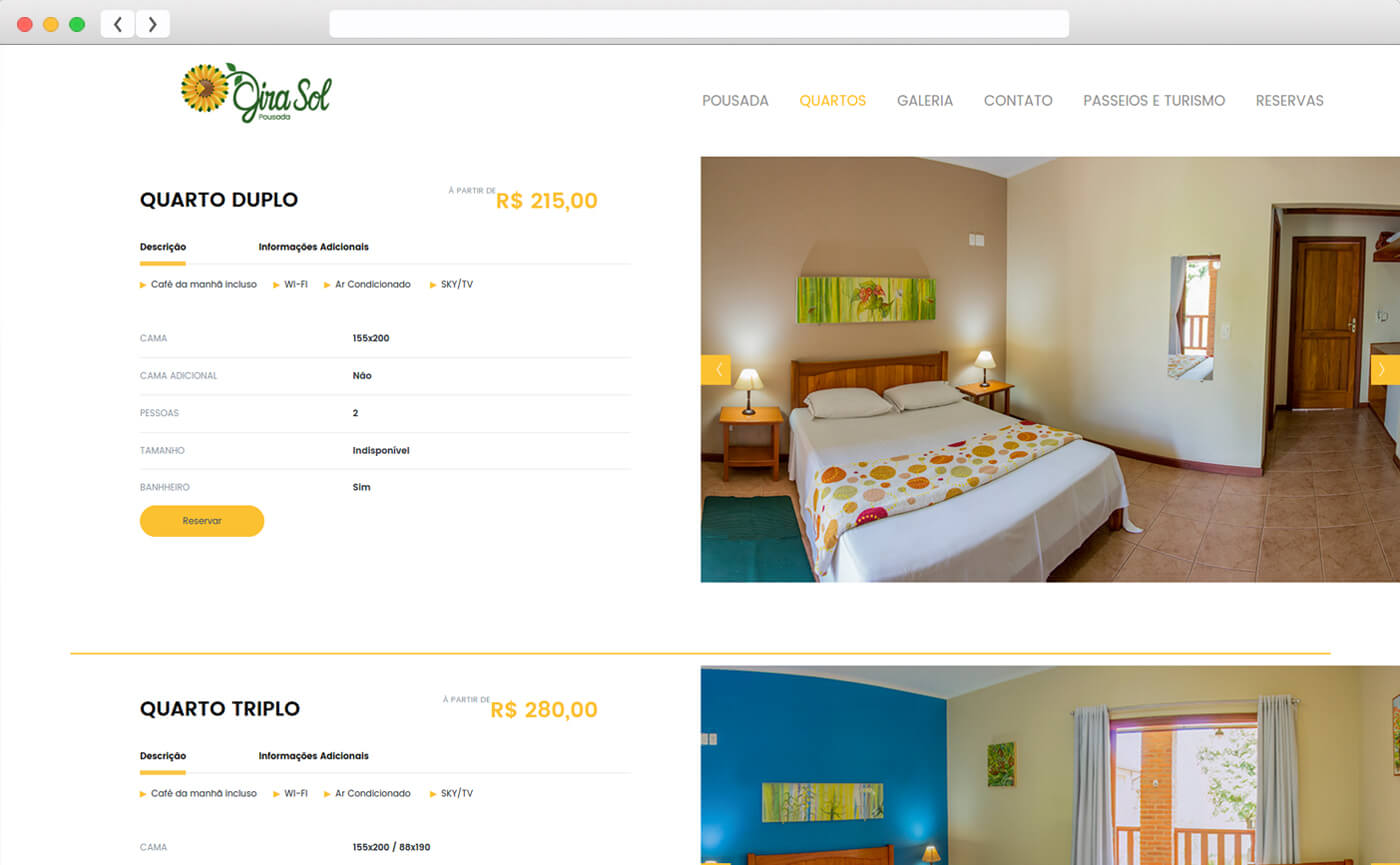 Gira Sol
Pousada
POUSADA QUARTOS GALERIA CONTATO PASSEIOS E TURISMO RESERVAS
QUARTO DUPLO À PARTIR DE R$ 215,00
Descrição Informações Adicionais
Café da manhã incluso WI-FI Ar Condicionado SKY/TV
CAMA 155x200
CAMA ADICIONAL Não
PESSOAS 2
TAMANHO Indisponível
BANHHEIRO Sim
Reservar
QUARTO TRIPLO À PARTIR DE R$ 280,00
Descrição Informações Adicionais
Café da manhã incluso WI-FI Ar Condicionado SKY/TV
CAMA 155x200 / 88x190